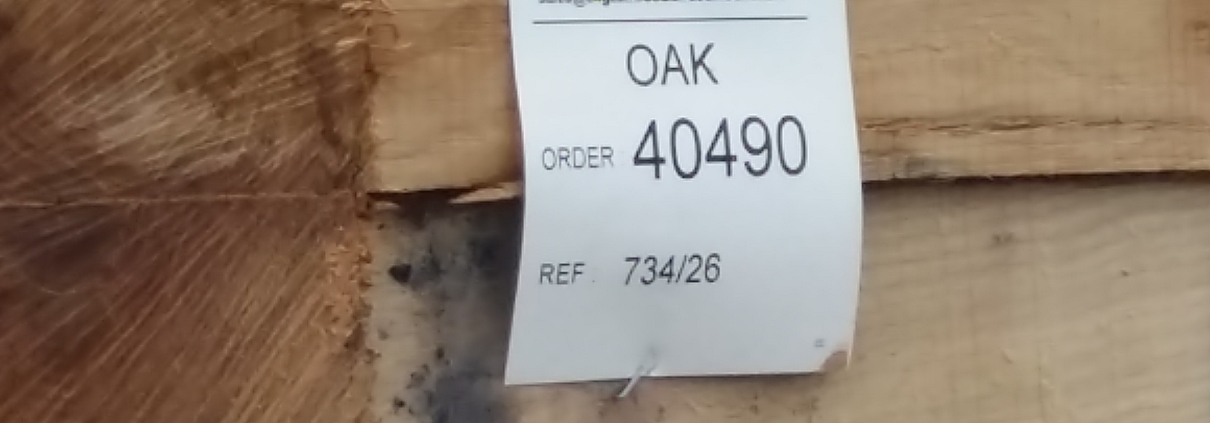 OAK
ORDER 40490
REF. 734/26